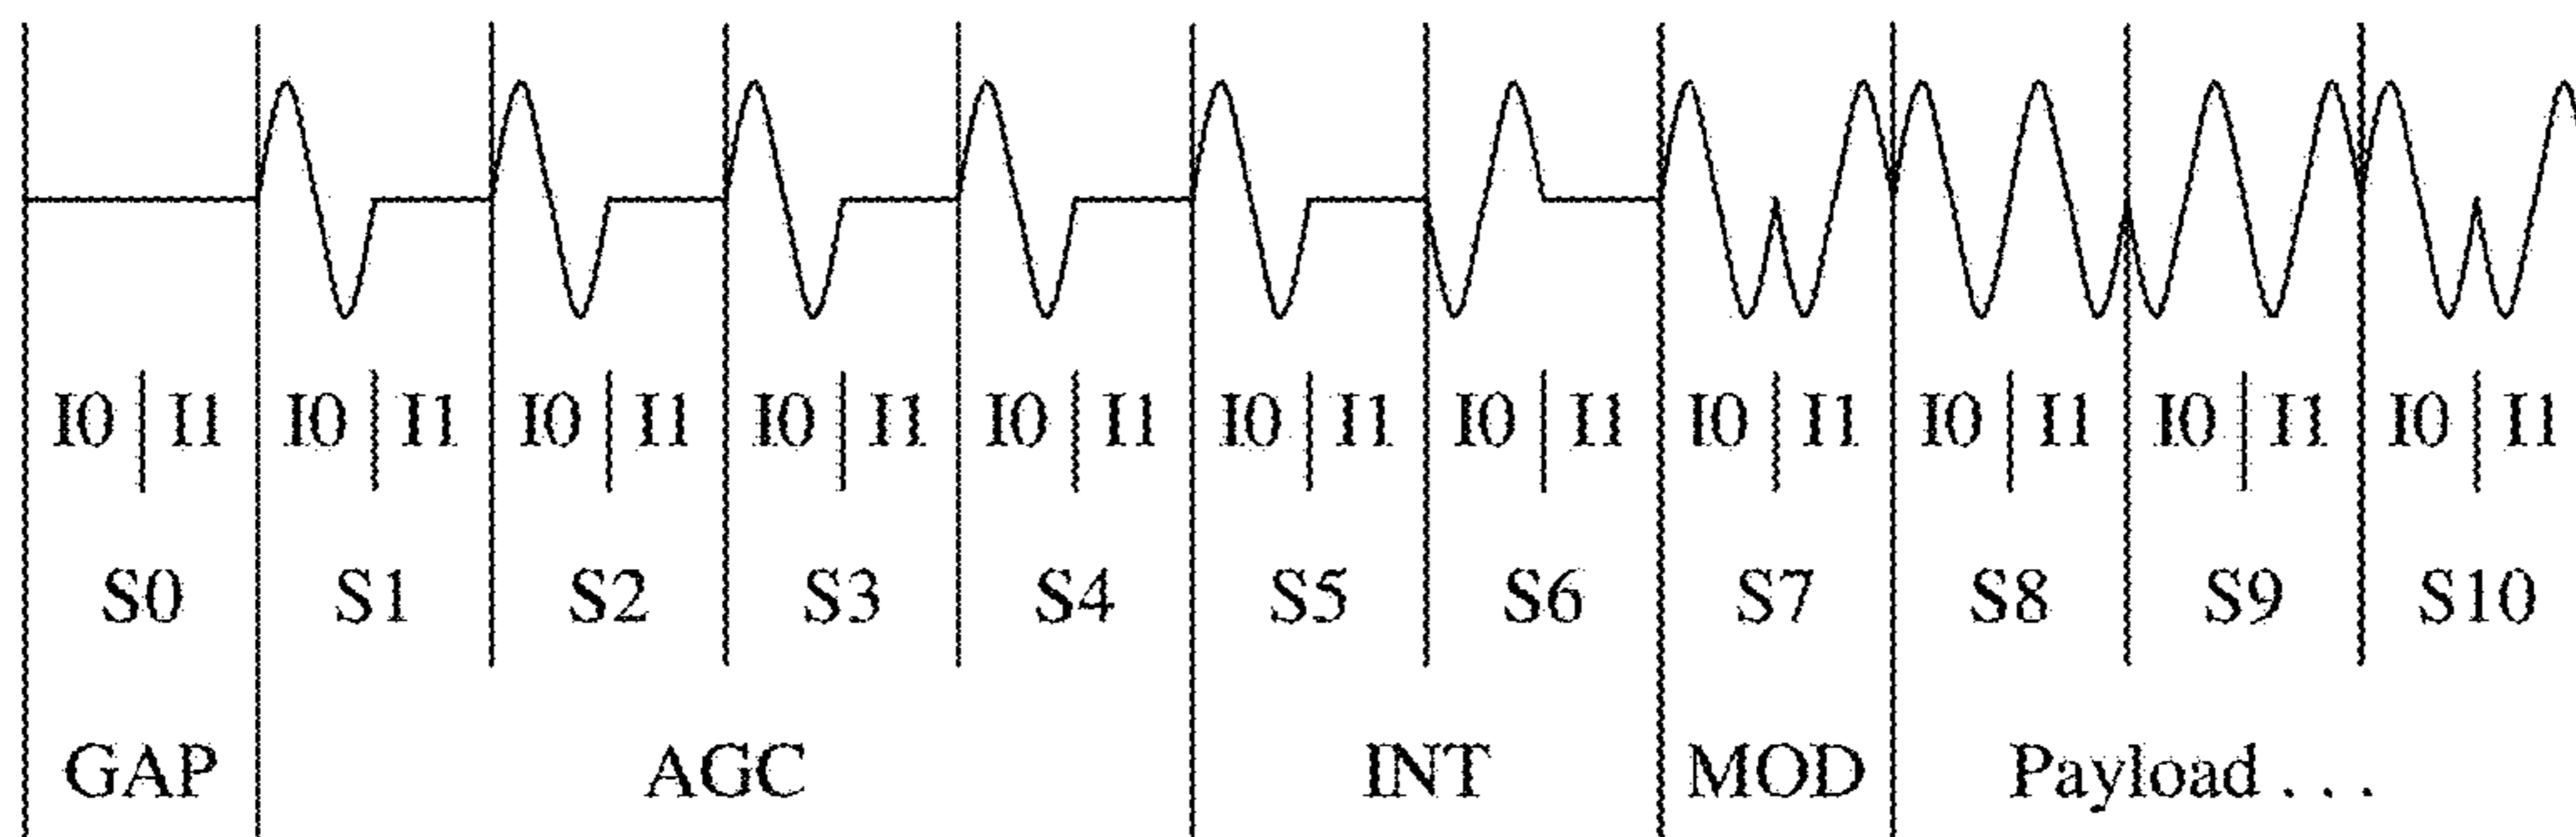 I0 I1 I0 I1 I0 I1 I0 I1 I0 I1 I0 I1 I0 I1 I0 I1 I0 I1 I0 I1 I0 I1
S0 S1 S2 S3 S4 S5 S6 S7 S8 S9 S10
GAP AGC INT MOD Payload . . .